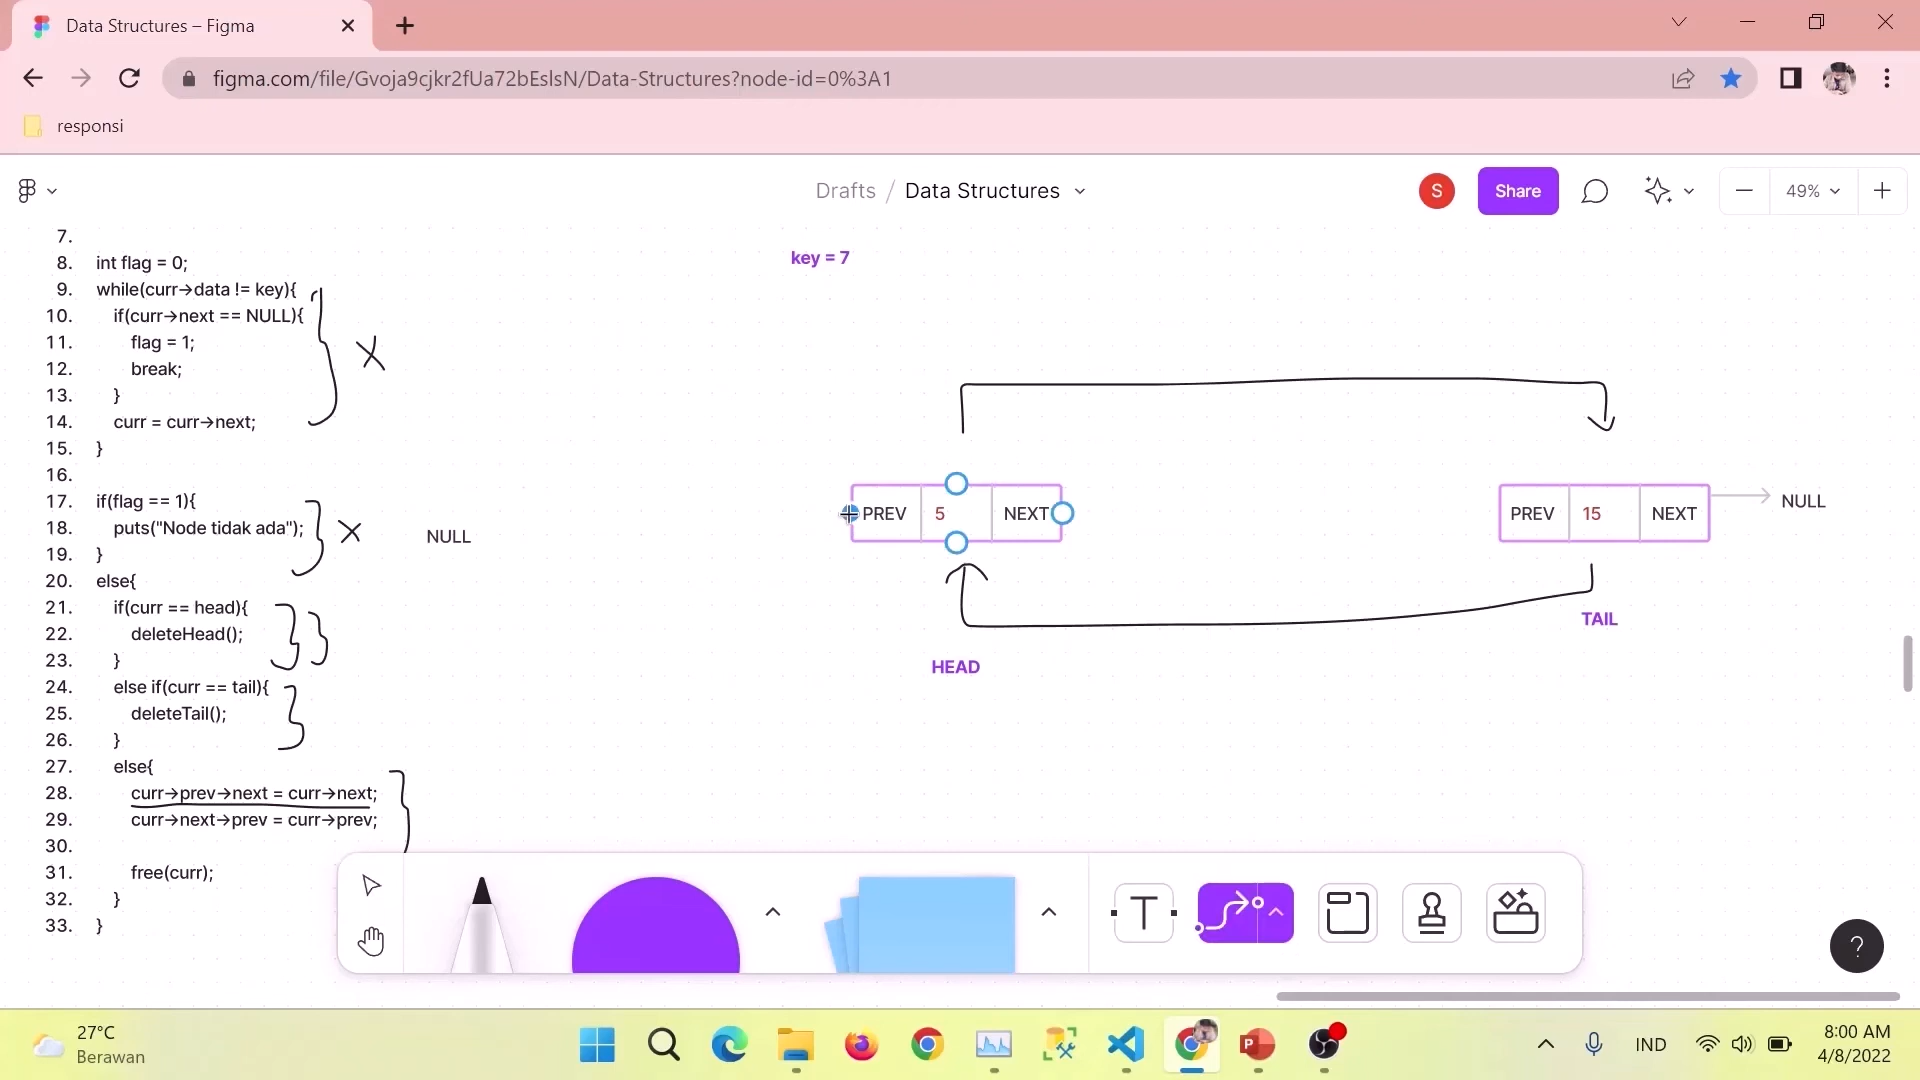 Data Structures – Figma
figma.com/file/Gvoja9cjkr2fUa72bEslsN/Data-Structures?node-id=0%3A1
responsi
Drafts / Data Structures
S
Share
49%
7.
8. int flag = 0;
9. while(curr→data != key){
10. if(curr→next == NULL){
11. flag = 1;
12. break;
13. }
14. curr = curr→next;
15. }
16.
17. if(flag == 1){
18. puts("Node tidak ada");
19. }
20. else{
21. if(curr == head){
22. deleteHead();
23. }
24. else if(curr == tail){
25. deleteTail();
26. }
27. else{
28. curr→prev→next = curr→next;
29. curr→next→prev = curr→prev;
30.
31. free(curr);
32. }
33. }
X
X
key = 7
NULL
PREV 5 NEXT
PREV 15 NEXT
NULL
TAIL
HEAD
T
?
27°C
Berawan
P
IND
8:00 AM
4/8/2022